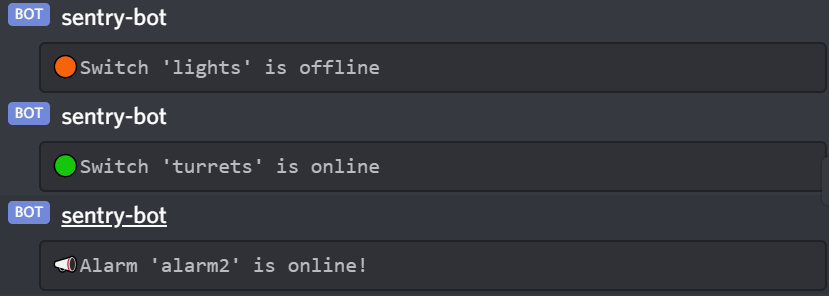 BOT sentry-bot
Switch 'lights' is offline
BOT sentry-bot
Switch 'turrets' is online
BOT sentry-bot
Alarm 'alarm2' is online!